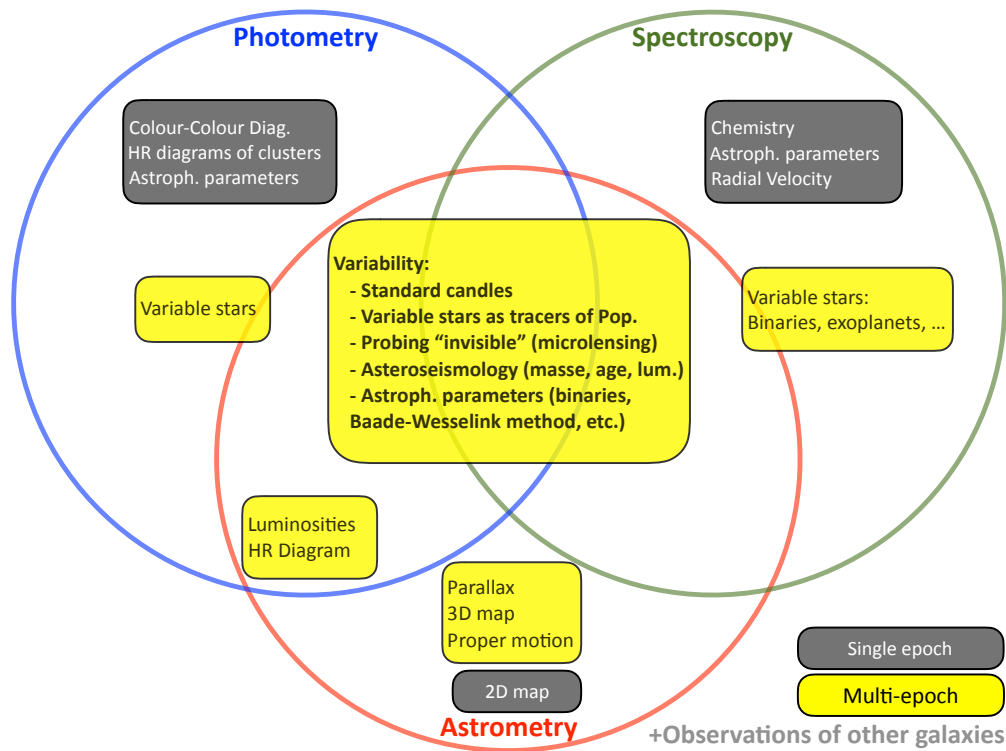 Photometry
Spectroscopy
Colour-Colour Diag.
HR diagrams of clusters
Astroph. parameters
Chemistry
Astroph. parameters
Radial Velocity
Variability:
- Standard candles
- Variable stars as tracers of Pop.
- Probing “invisible” (microlensing)
- Asteroseismology (masse, age, lum.)
- Astroph. parameters (binaries,
Baade-Wesselink method, etc.)
Variable stars
Variable stars:
Binaries, exoplanets, ...
Luminosities
HR Diagram
Parallax
3D map
Proper motion
2D map
Astrometry
Single epoch
Multi-epoch
+Observations of other galaxies